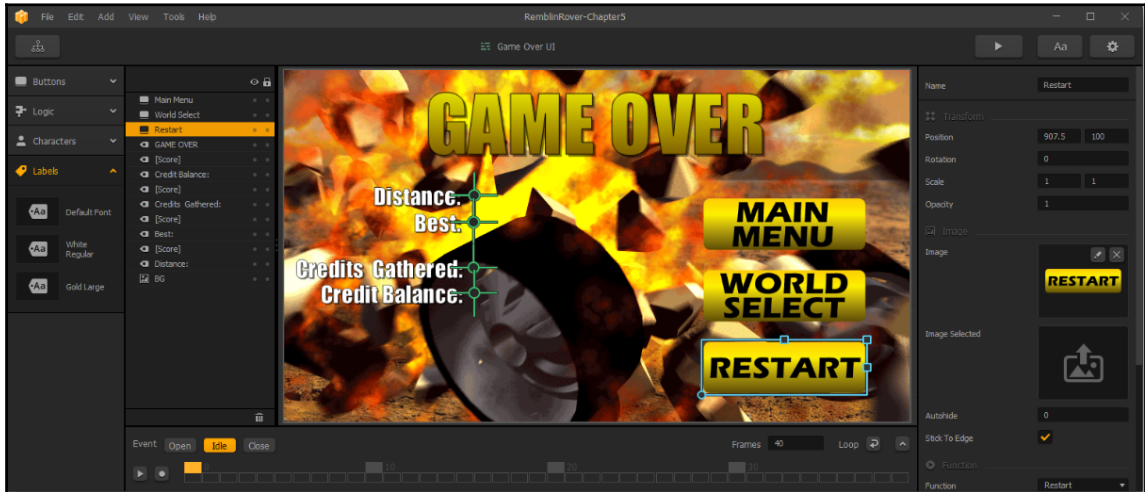 File Edit Add View Tools Help
RemblinRover-Chapter5
Game Over UI
Aa
Buttons
Logic
Characters
Labels
Aa Default Font
Aa White Regular
Aa Gold Large
Main Menu
World Select
Restart
GAME OVER
[Score]
Credit Balance:
[Score]
Credits Gathered:
[Score]
Best:
[Score]
Distance:
BG
GAME OVER
Distance:
Best:
Credits Gathered:
Credit Balance:
MAIN
MENU
WORLD
SELECT
RESTART
Event Open Idle Close
Frames 40 Loop
0 10 20 30
Name Restart
Transform
Position 907.5 100
Rotation 0
Scale 1 1
Opacity 1
Image
Image
RESTART
Image Selected
Autohide 0
Stick To Edge
Function
Function Restart